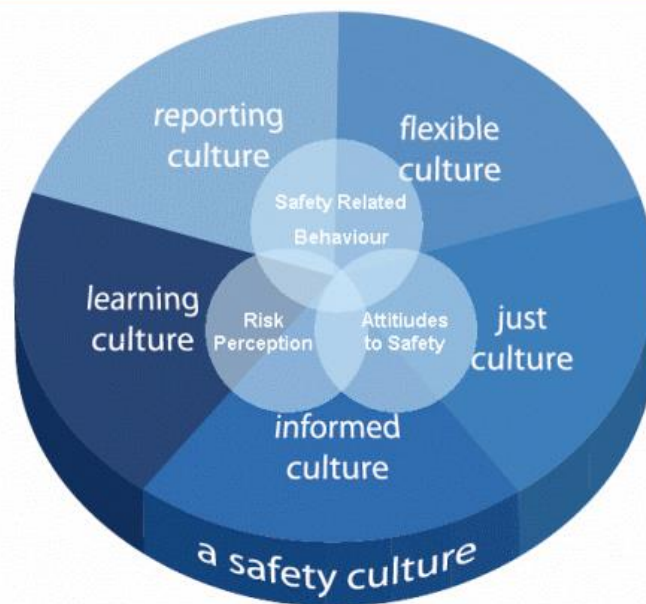 reporting
culture
flexible
culture
Safety Related
Behaviour
learning
culture
Risk
Perception
Attitiudes
to Safety
just
culture
informed
culture
a safety culture